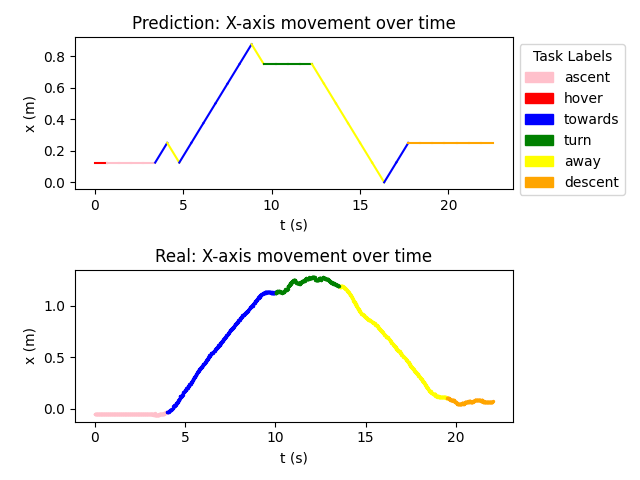 Prediction: X-axis movement over time
0.8
0.6
0.4
0.2
0.0
x (m)
0 5 10 15 20
t (s)
Task Labels
ascent
hover
towards
turn
away
descent
Real: X-axis movement over time
1.0
0.5
0.0
x (m)
0 5 10 15 20
t (s)